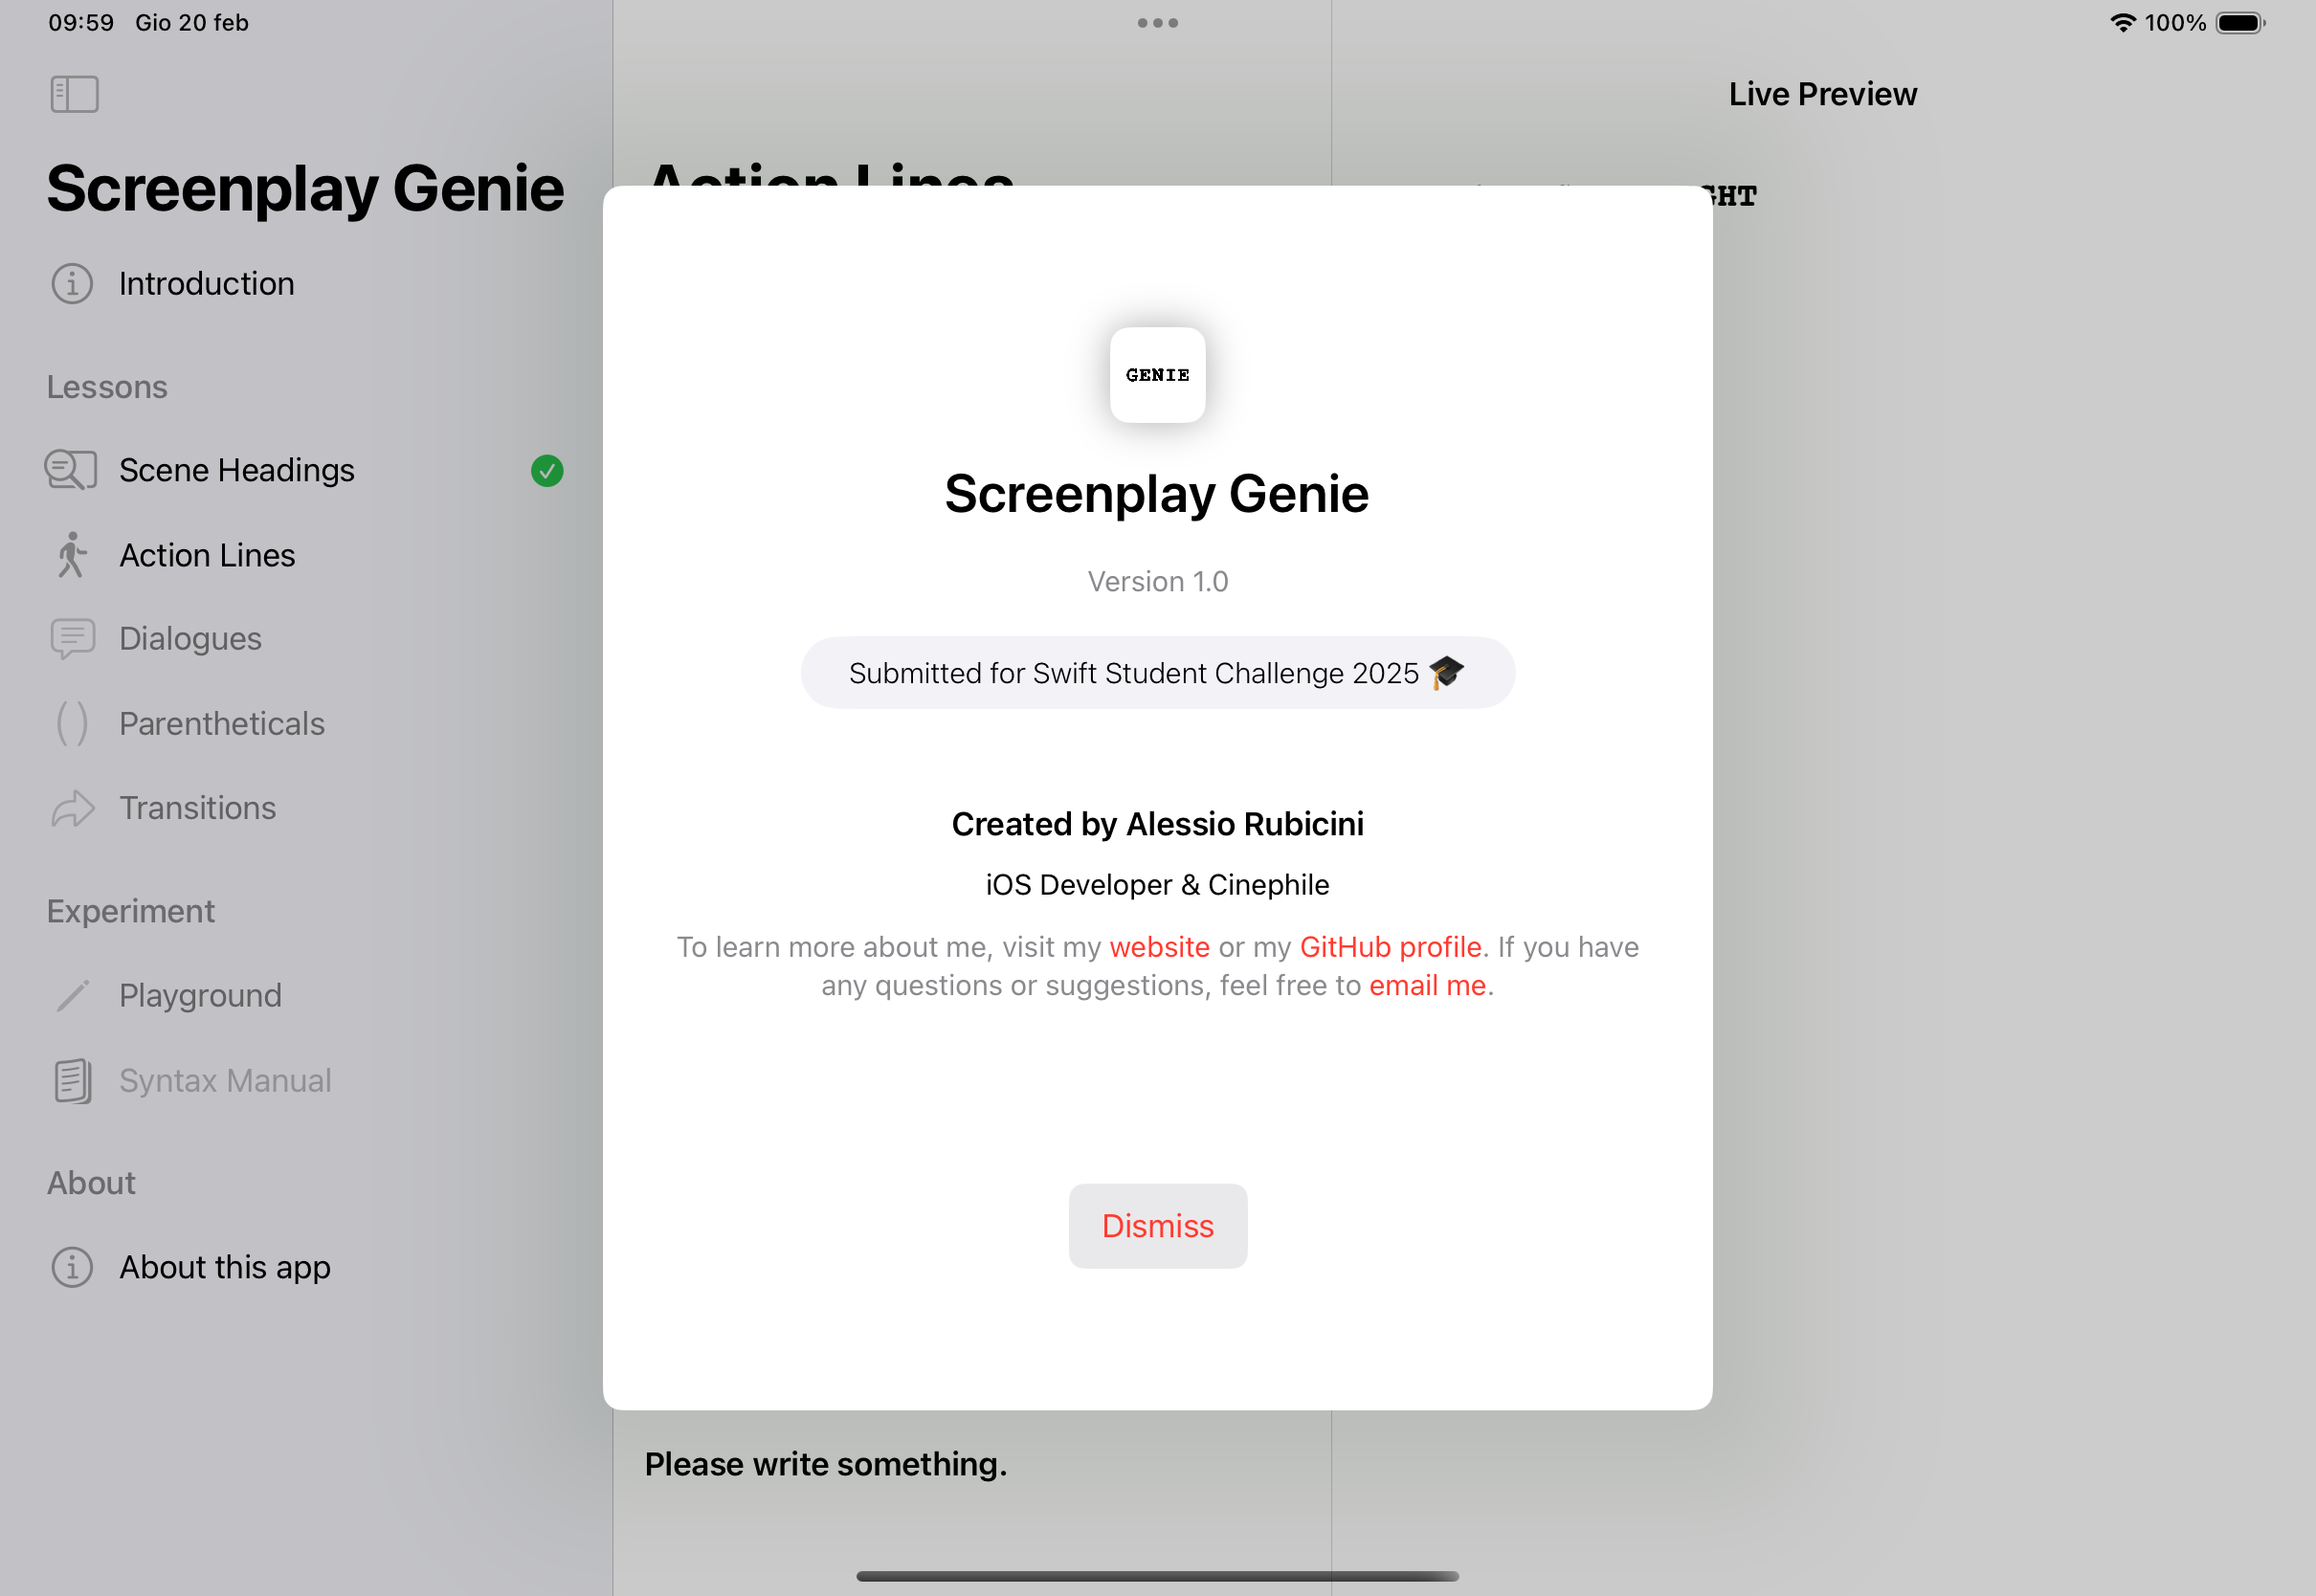 09:59 Gio 20 feb
100%
Screenplay Genie
Introduction
Lessons
Scene Headings
Action Lines
Dialogues
Parentheticals
Transitions
Experiment
Playground
Syntax Manual
About
About this app
Action Lines
Live Preview
GENIE
Screenplay Genie
Version 1.0
Submitted for Swift Student Challenge 2025 🎓
Created by Alessio Rubicini
iOS Developer & Cinephile
To learn more about me, visit my website or my GitHub profile. If you have
any questions or suggestions, feel free to email me.
Dismiss
Please write something.